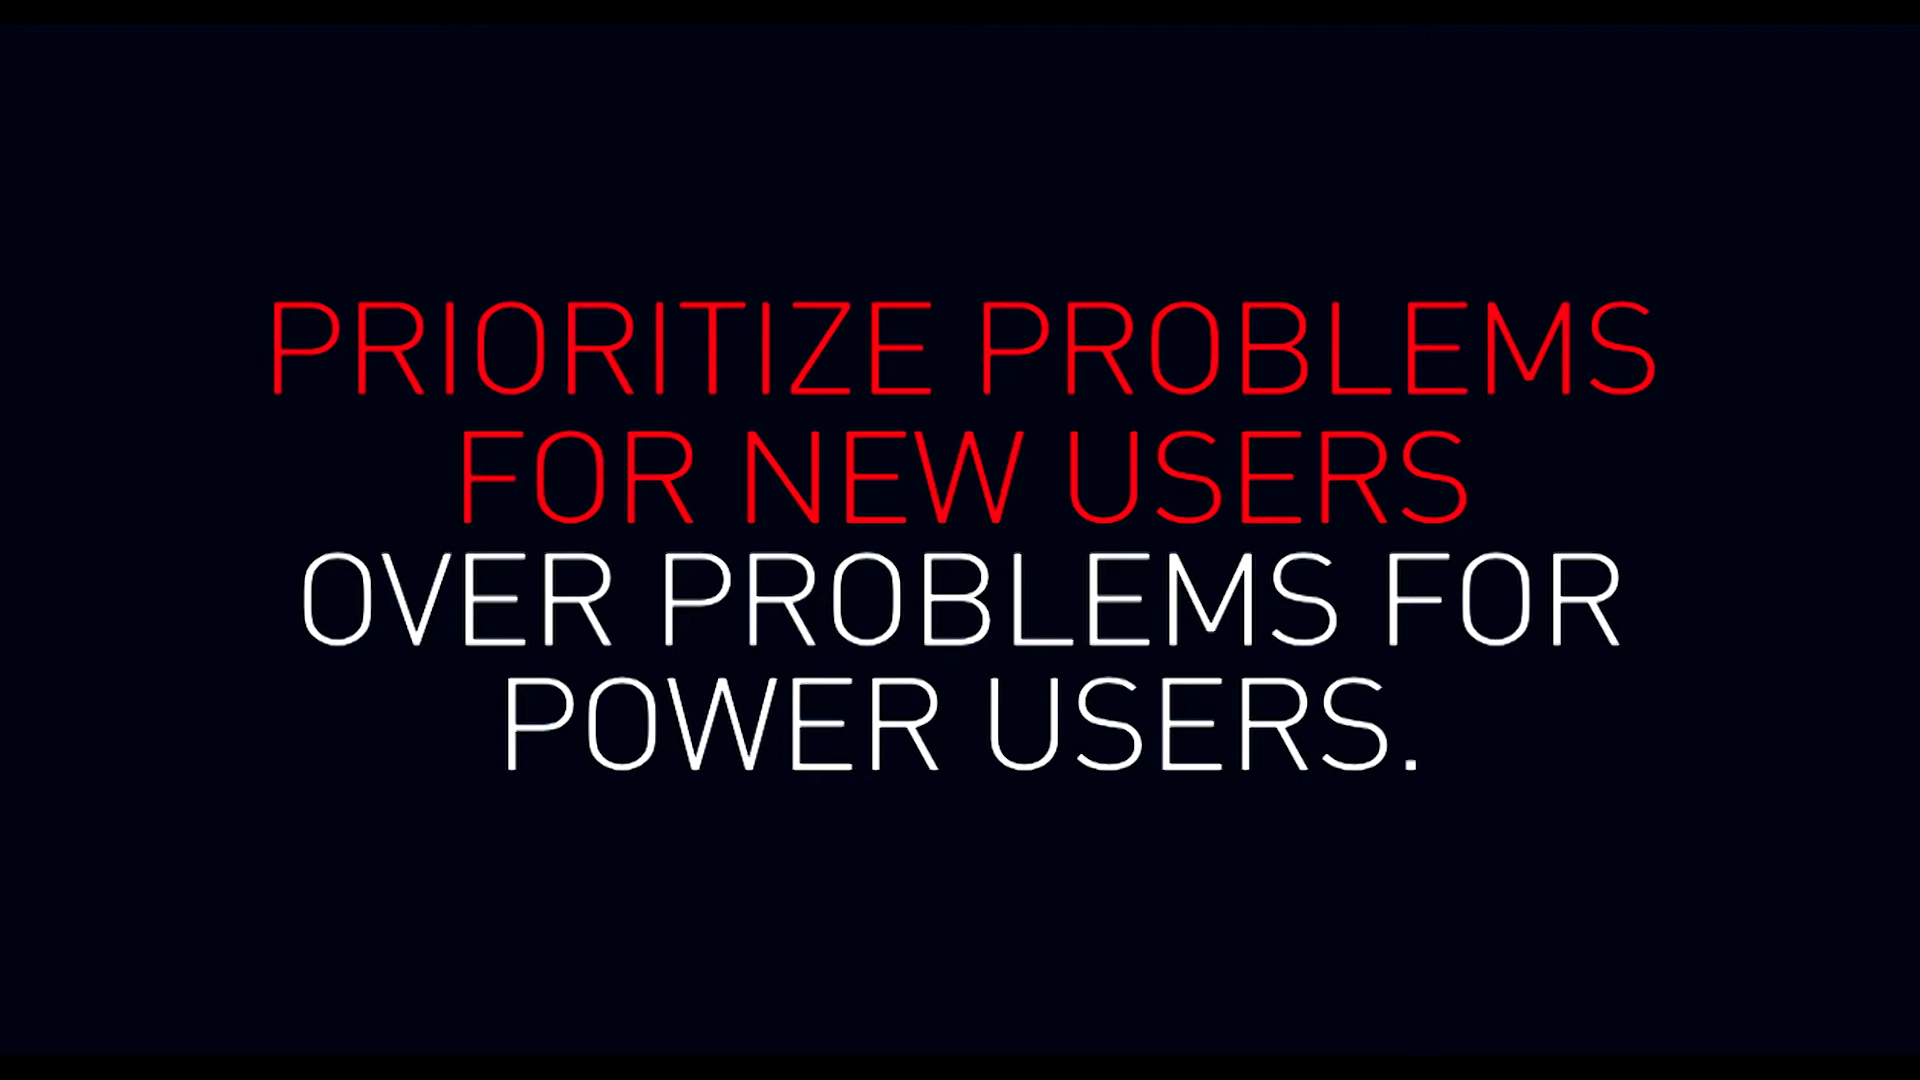 PRIORITIZE PROBLEMS
FOR NEW USERS
OVER PROBLEMS FOR
POWER USERS.